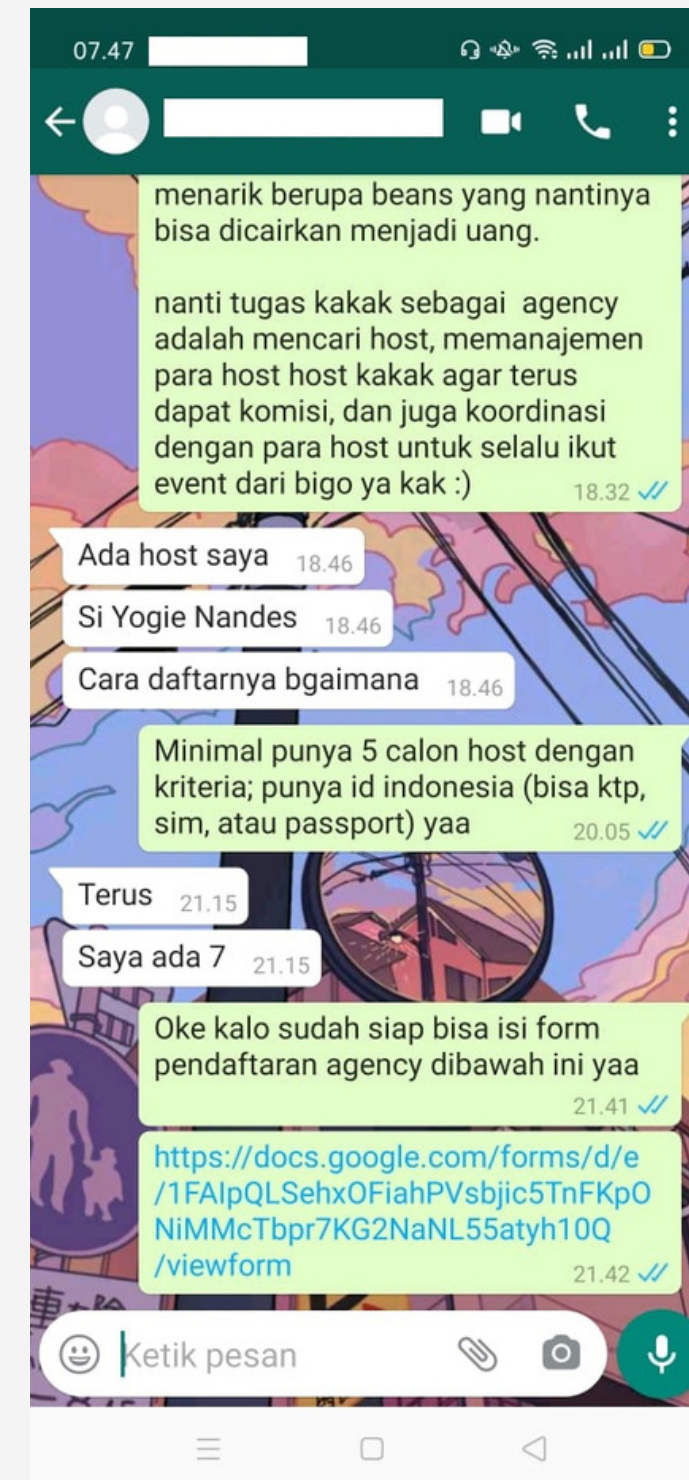 07.47
menarik berupa beans yang nantinya
bisa dicairkan menjadi uang.
nanti tugas kakak sebagai agency
adalah mencari host, memanajemen
para host host kakak agar terus
dapat komisi, dan juga koordinasi
dengan para host untuk selalu ikut
event dari bigo ya kak :)
18.32
Ada host saya 18.46
Si Yogie Nandes 18.46
Cara daftarnya bgaimana 18.46
Minimal punya 5 calon host dengan
kriteria; punya id indonesia (bisa ktp,
sim, atau passport) yaa
20.05
Terus 21.15
Saya ada 7 21.15
Oke kalo sudah siap bisa isi form
pendaftaran agency dibawah ini yaa
21.41
https://docs.google.com/forms/d/e
/1FAIpQLSehxOFiahPVsbjic5TnFKpO
NiMMcTbpr7KG2NaNL55atyh10Q
/viewform
21.42
Ketik pesan